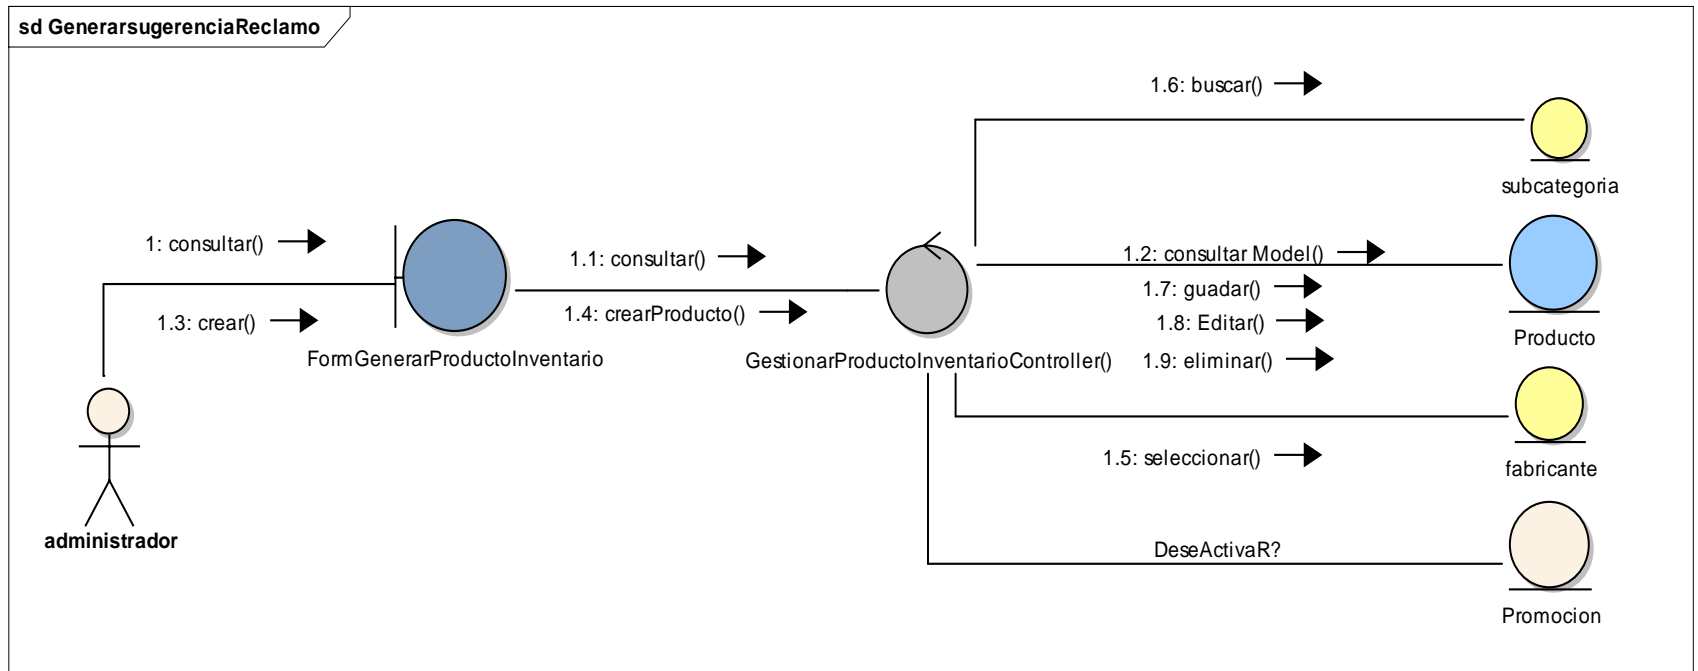 sd GenerarsugerenciaReclamo
1.6: buscar()
subcategoria
1: consultar()
1.1: consultar()
1.2: consultar Model()
1.3: crear()
1.4: crearProducto()
1.7: guadar()
1.8: Editar()
1.9: eliminar()
Producto
FormGenerarProductoInventario
GestionarProductoInventarioController()
1.5: seleccionar()
fabricante
administrador
DeseActivaR?
Promocion